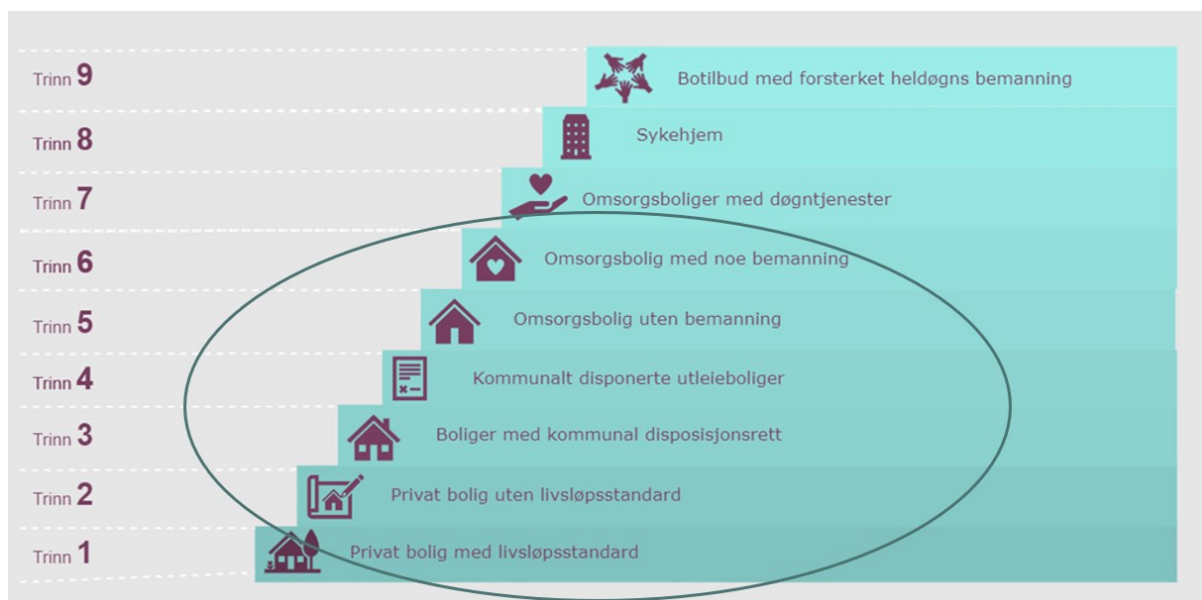 Trinn 9 Botilbud med forsterket heldøgns bemanning
Trinn 8 Sykehjem
Trinn 7 Omsorgsboliger med døgntjenester
Trinn 6 Omsorgsbolig med noe bemanning
Trinn 5 Omsorgsbolig uten bemanning
Trinn 4 Kommunalt disponerte utleieboliger
Trinn 3 Boliger med kommunal disposisjonsrett
Trinn 2 Privat bolig uten livsløpsstandard
Trinn 1 Privat bolig med livsløpsstandard